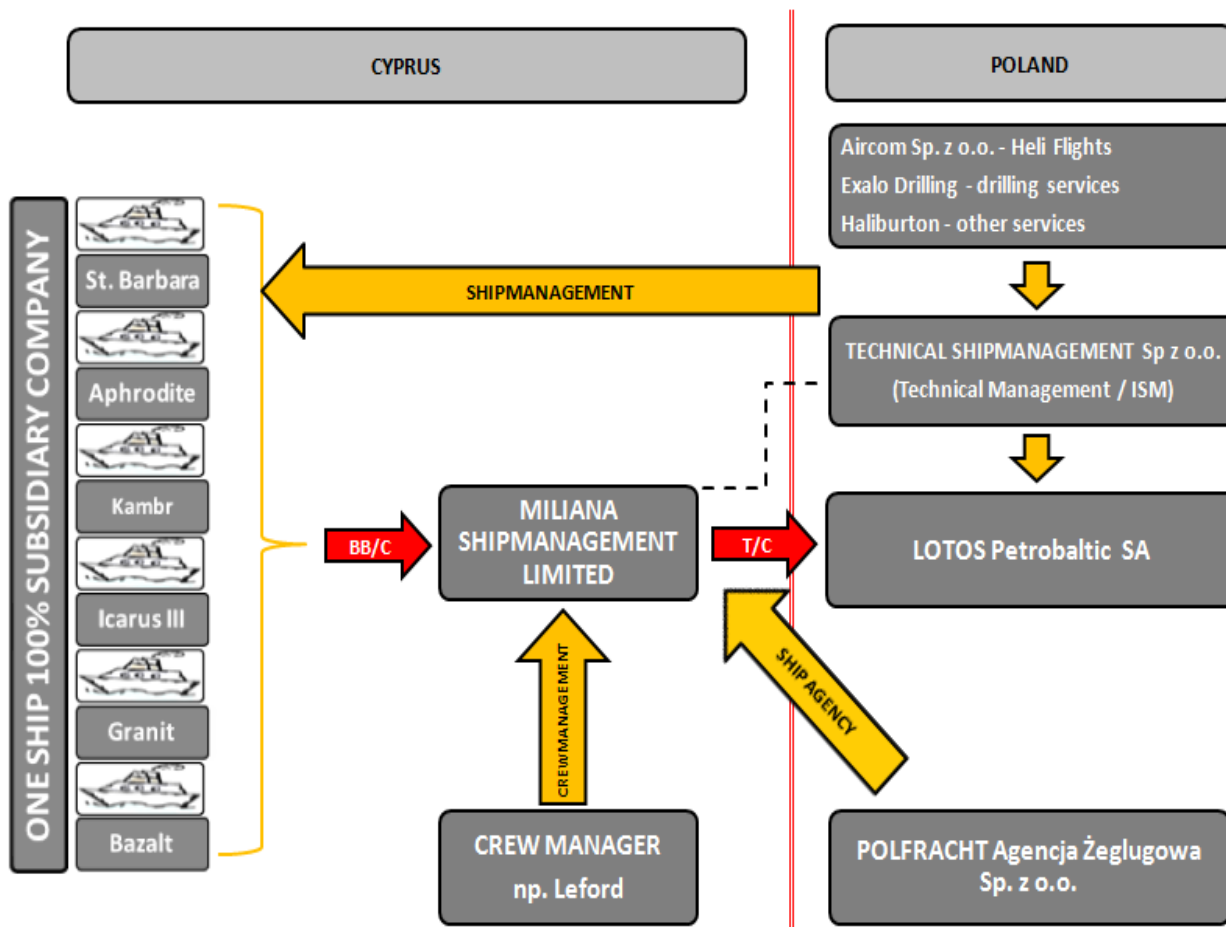 CYPRUS
POLAND
Aircom Sp. z o.o. - Heli Flights
Exalo Drilling - drilling services
Haliburton - other services
ONE SHIP 100% SUBSIDIARY COMPANY
St. Barbara
Aphrodite
Kambr
Icarus III
Granit
Bazalt
SHIPMANAGEMENT
TECHNICAL SHIPMANAGEMENT Sp z o.o.
(Technical Management / ISM)
BB/C
MILIANA
SHIPMANAGEMENT
LIMITED
T/C
LOTOS Petrobaltic SA
CREWMANAGEMENT
SHIP AGENCY
CREW MANAGER
np. Leford
POLFRACHT Agencja Żeglugowa
Sp. z o.o.